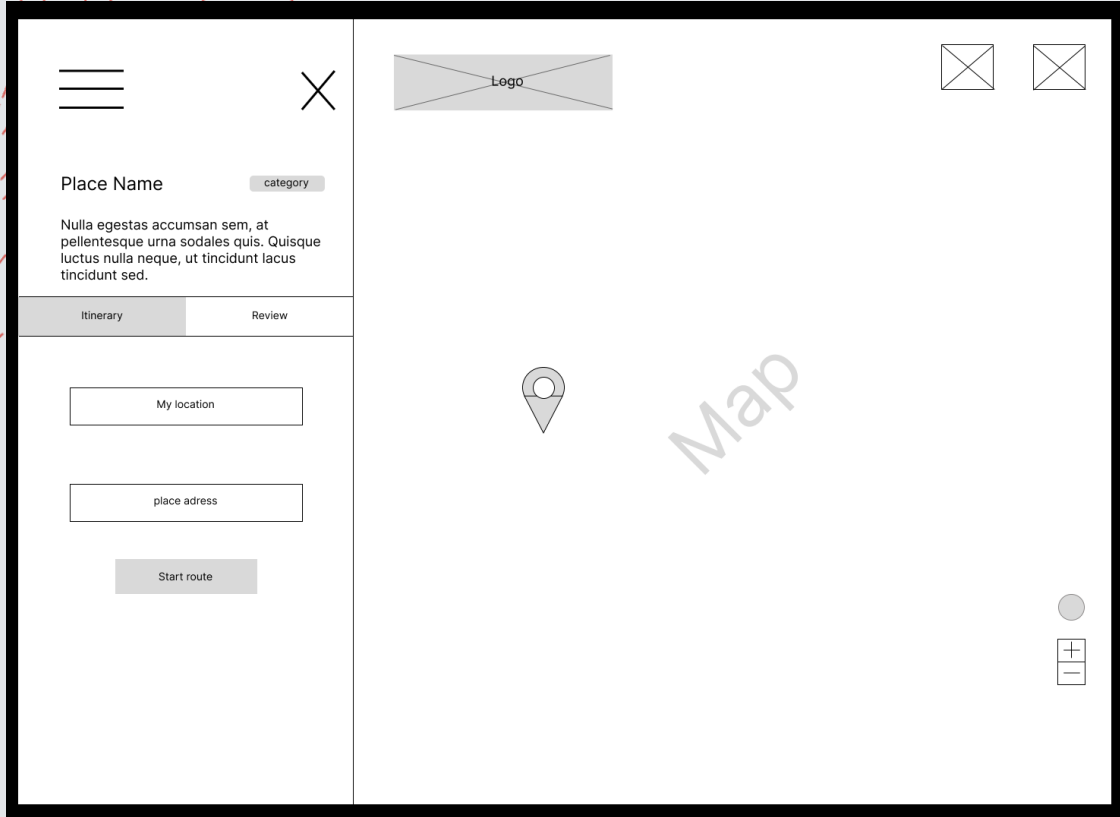 Logo
Place Name
category
Nulla egestas accumsan sem, at
pellentesque urna sodales quis. Quisque
luctus nulla neque, ut tincidunt lacus
tincidunt sed.
Itinerary
Review
My location
place adress
Start route
Map